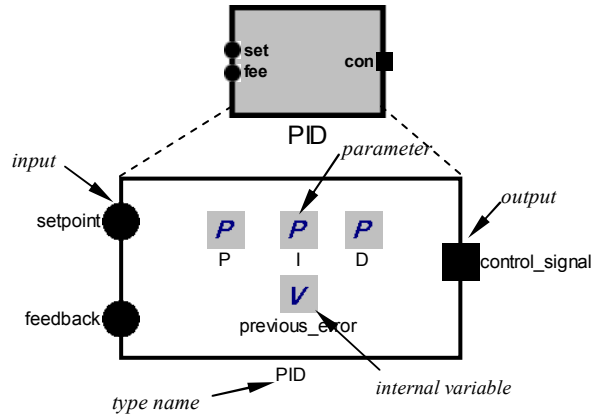 set
fee
con
PID
parameter
input
output
setpoint
P
P
P
P
I
D
control_signal
V
feedback
previous_error
PID
type name
internal variable